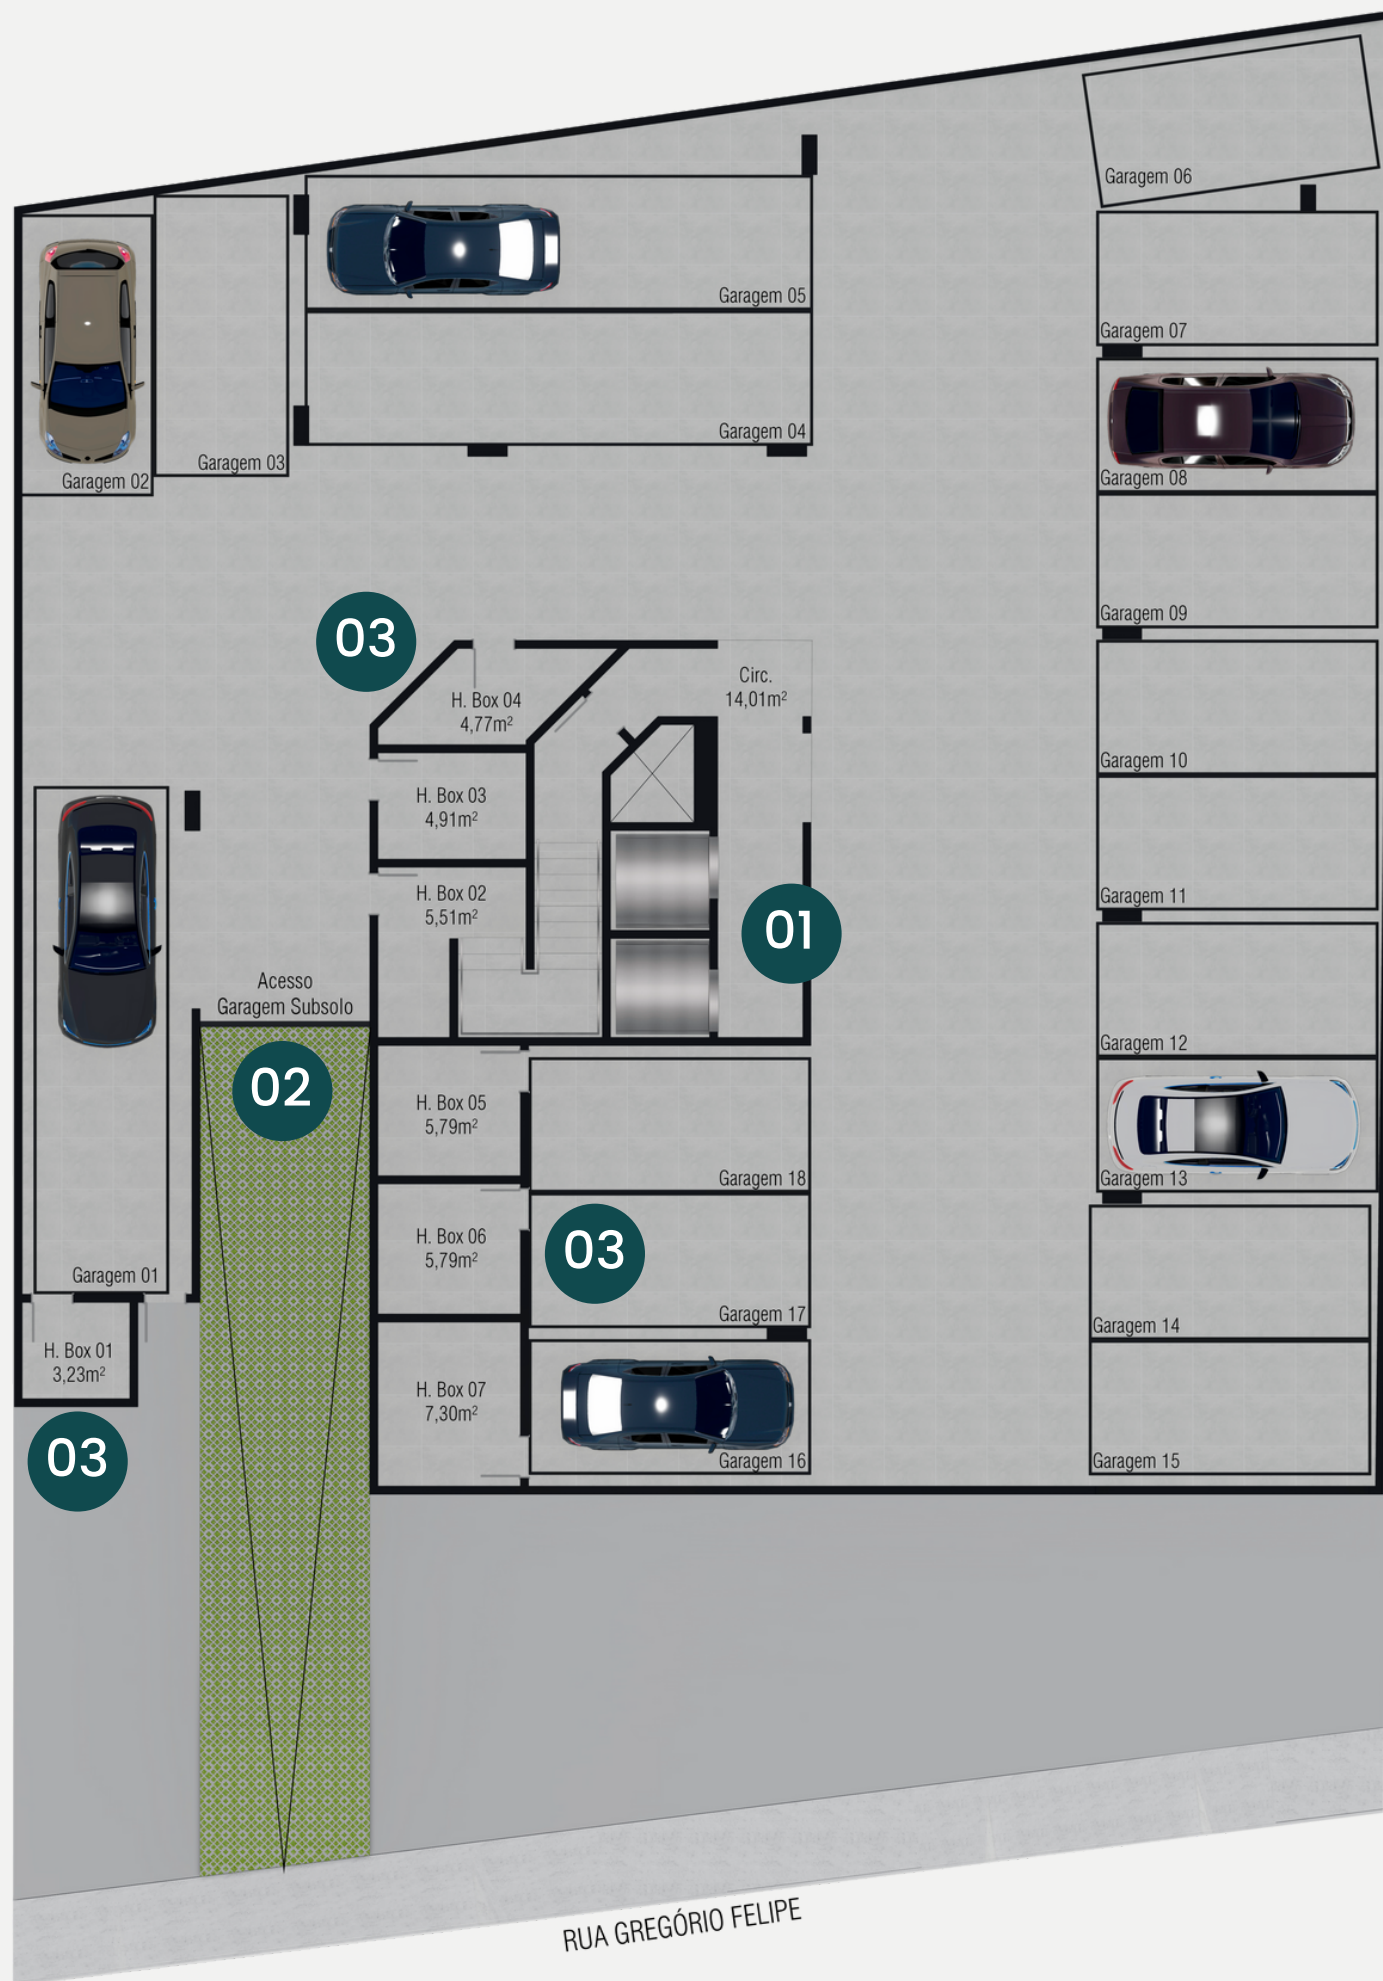 Garagem 06
Garagem 05
Garagem 07
Garagem 04
Garagem 03
Garagem 02
Garagem 08
Garagem 09
03
Circ.
14,01m²
H. Box 04
4,77m²
Garagem 10
H. Box 03
4,91m²
H. Box 02
5,51m²
Garagem 11
01
Acesso
Garagem Subsolo
Garagem 12
02
H. Box 05
5,79m²
Garagem 18
Garagem 13
H. Box 06
5,79m²
03
Garagem 01
Garagem 17
Garagem 14
H. Box 01
3,23m²
H. Box 07
7,30m²
Garagem 16
Garagem 15
03
RUA GREGÓRIO FELIPE